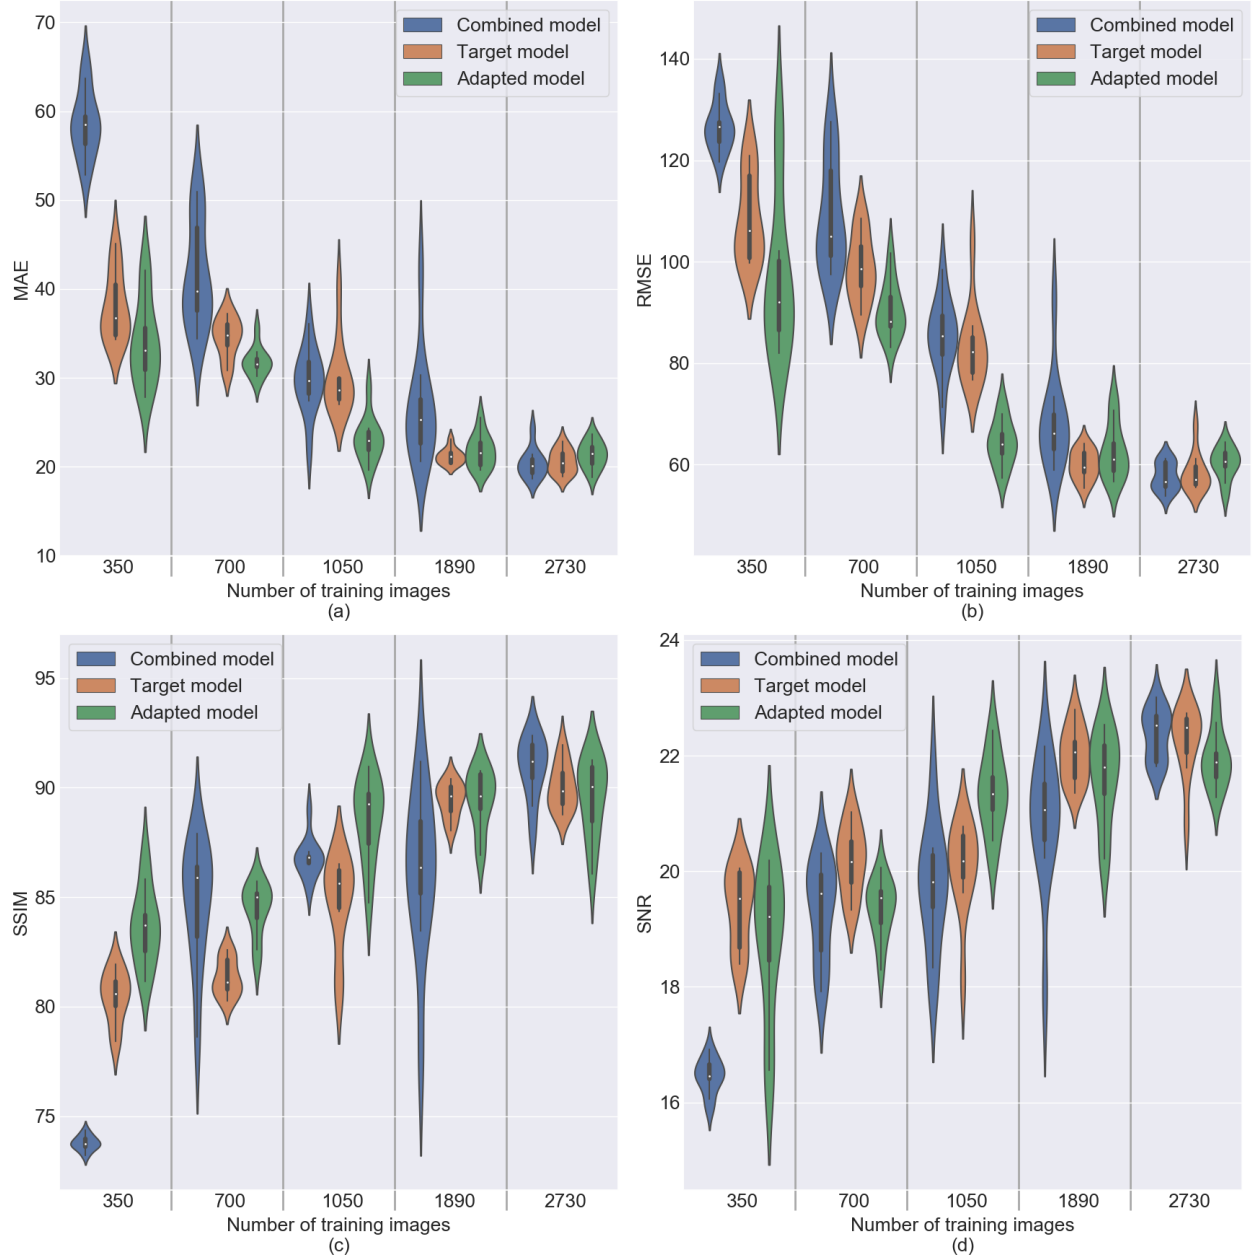 70
60
50
40
30
20
10
MAE
Combined model
Target model
Adapted model
350 700 1050 1890 2730
Number of training images
(a)
140
120
100
80
60
RMSE
Combined model
Target model
Adapted model
350 700 1050 1890 2730
Number of training images
(b)
95
90
85
80
75
SSIM
Combined model
Target model
Adapted model
350 700 1050 1890 2730
Number of training images
(c)
24
22
20
18
16
SNR
Combined model
Target model
Adapted model
350 700 1050 1890 2730
Number of training images
(d)